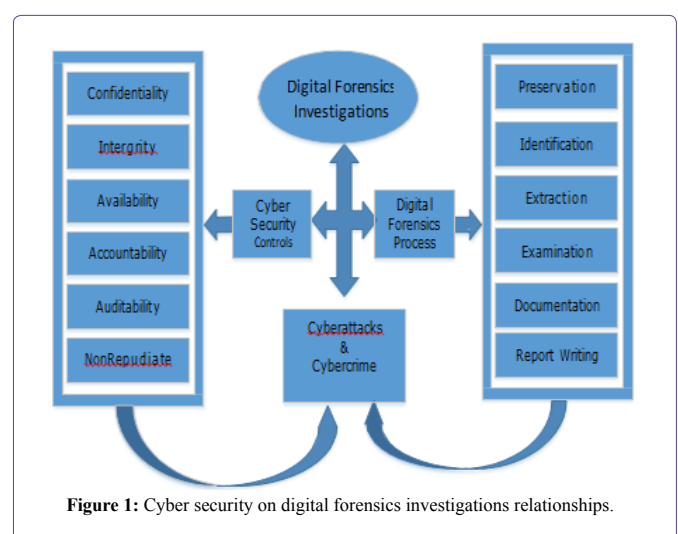 Confidentiality
Intergrity
Availability
Accountability
Auditability
NonRepudiate
Digital Forensics
Investigations
Cyber
Security
Controls
Digital
Forensics
Process
Cyberattacks
&
Cybercrime
Preservation
Identification
Extraction
Examination
Documentation
Report Writing
Figure 1: Cyber security on digital forensics investigations relationships.